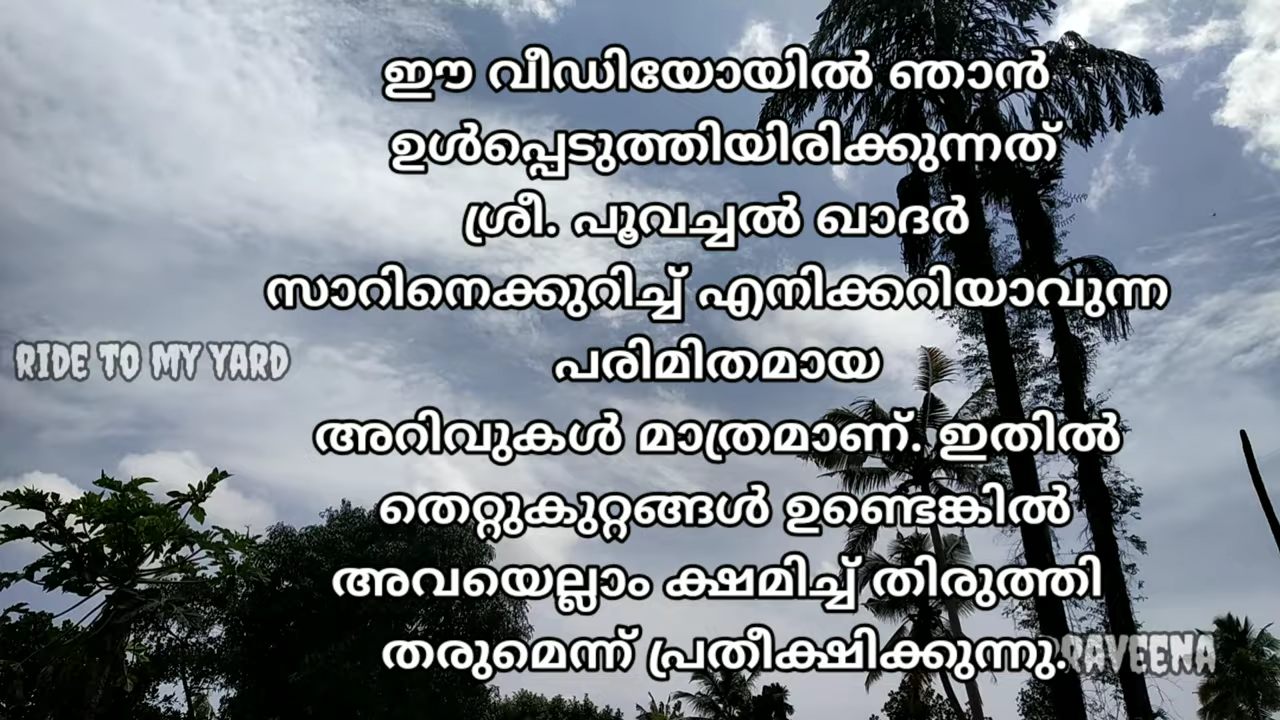 ഈ വീഡിയോയിൽ ഞാൻ
ഉൾപ്പെടുത്തിയിരിക്കുന്നത്
ശ്രീ. പൂവച്ചൽ ഖാദർ
സാറിനെക്കുറിച്ച് എനിക്കറിയാവുന്ന
പരിമിതമായ
RIDE TO MY YARD
അറിവുകൾ മാത്രമാണ്. ഇതിൽ
തെറ്റുകുറ്റങ്ങൾ ഉണ്ടെങ്കിൽ
അവയെല്ലാം ക്ഷമിച്ച് തിരുത്തി
തരുമെന്ന് പ്രതീക്ഷിക്കുന്നു.
RAVEENA